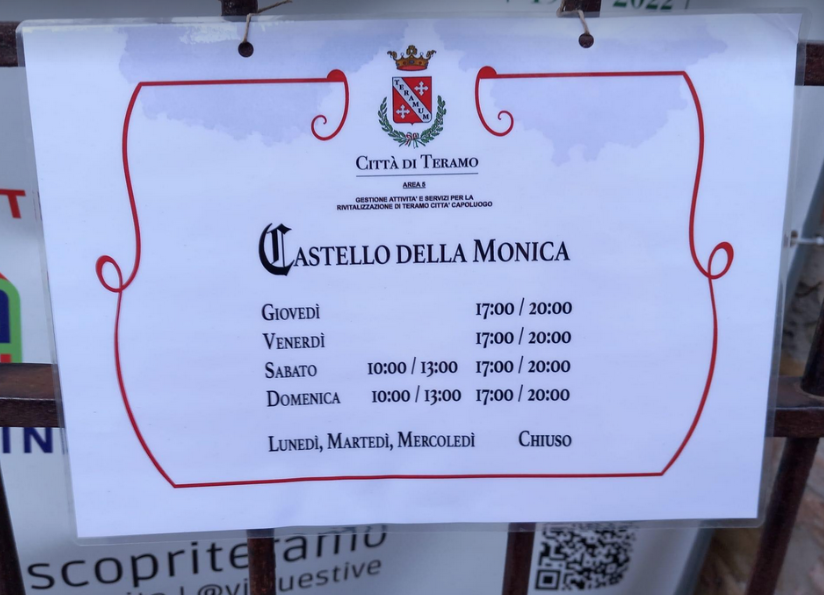 2022
TERAMUM
CITTÀ DI TERAMO
AREA 5
GESTIONE ATTIVITA' E SERVIZI PER LA
RIVITALIZZAZIONE DI TERAMO CITTA' CAPOLUOGO
CASTELLO DELLA MONICA
GIOVEDÌ 17:00 / 20:00
VENERDÌ 17:00 / 20:00
SABATO 10:00 / 13:00 17:00 / 20:00
DOMENICA 10:00 / 13:00 17:00 / 20:00
LUNEDÌ, MARTEDÌ, MERCOLEDÌ CHIUSO
scopriteramo